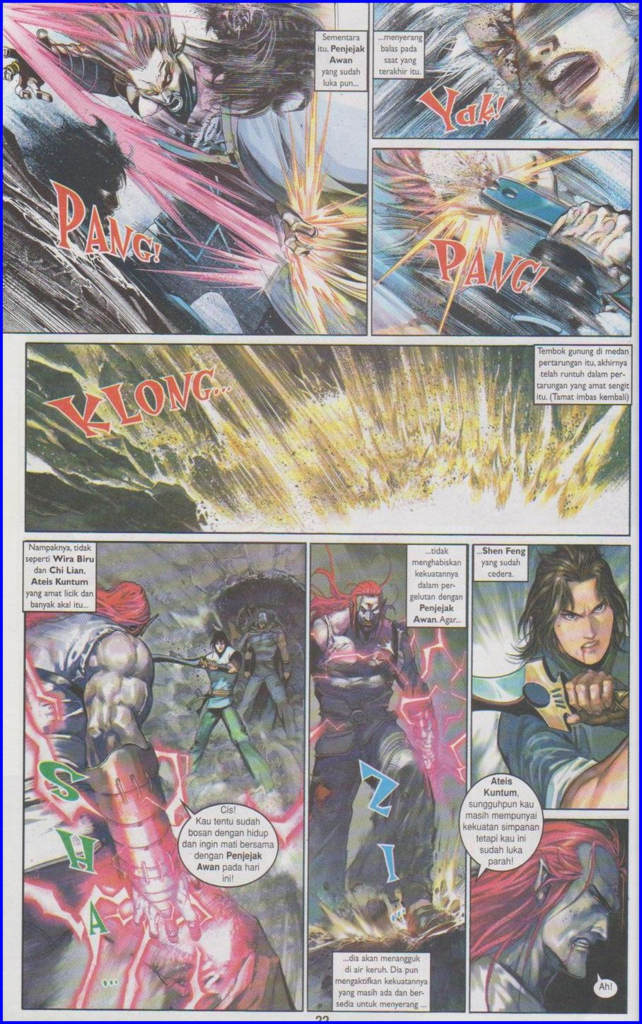 Sementara
itu, Penjejak
Awan
yang sudah
luka pun...
...menyerang
balas pada
saat yang
terakhir itu.
Yak!
PANG!
PANG!
Tembok gunung di medan
pertarungan itu, akhirnya
telah runtuh dalam per-
tarungan yang amat sengit
itu. (Tamat imbas kembali)
KLONG...
Nampaknya, tidak
seperti Wira Biru
dan Chi Lian,
Ateis Kuntum
yang amat licik dan
banyak akal itu...
SHA...
Cis!
Kau tentu sudah
bosan dengan hidup
dan ingin mati bersama
dengan Penjejak
Awan pada hari
ini!
...tidak
menghabiskan
kekuatannya
dalam per-
gelutan dengan
Penjejak
Awan. Agar...
ZI
...dia akan menangguk
di air keruh. Dia pun
mengaktifkan kekuatannya
yang masih ada dan ber-
sedia untuk menyerang ...
...Shen Feng
yang sudah
cedera.
Ateis
Kuntum,
sungguhpun kau
masih mempunyai
kekuatan simpanan
tetapi kau ini
sudah luka
parah!
Ah!
22